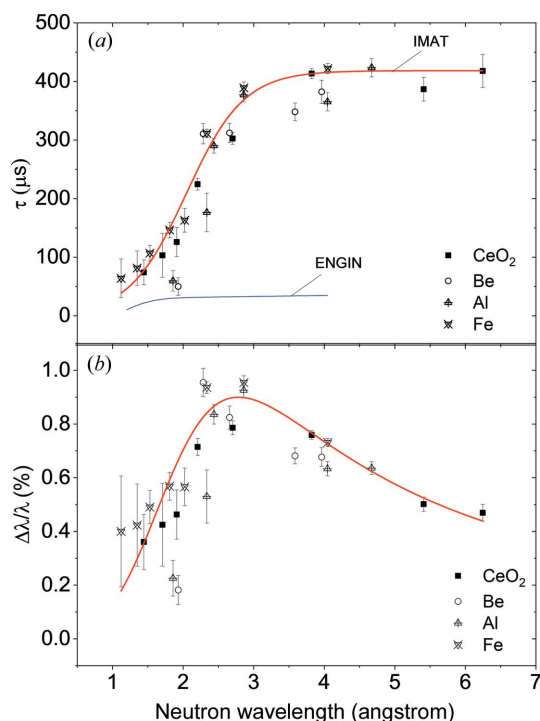 500
(a)
IMAT
400
300
τ (μs)
200
100
0
ENGIN
CeO₂
Be
Al
Fe
1.0
(b)
0.8
0.6
Δλ/λ (%)
0.4
0.2
0.0
CeO₂
Be
Al
Fe
1 2 3 4 5 6 7
Neutron wavelength (angstrom)